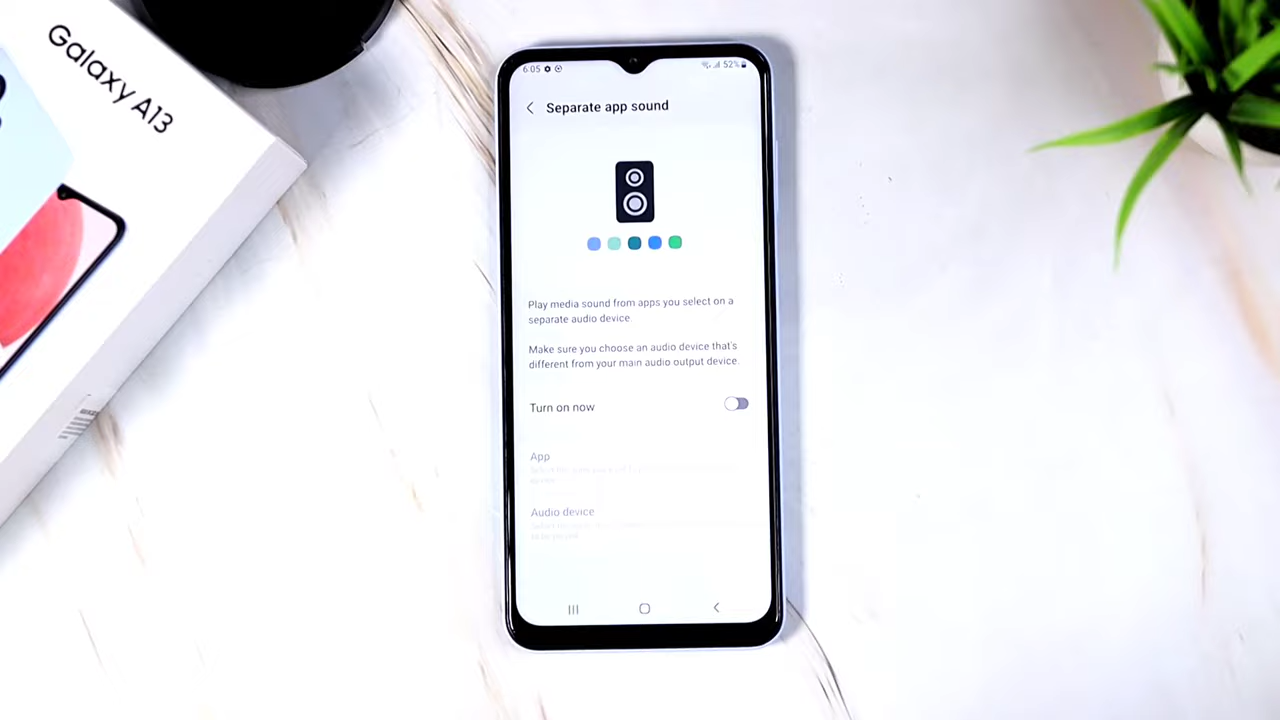 Galaxy A13
6:05
52%
Separate app sound
Play media sound from apps you select on a
separate audio device.
Make sure you choose an audio device that's
different from your main audio output device.
Turn on now
App
Audio device